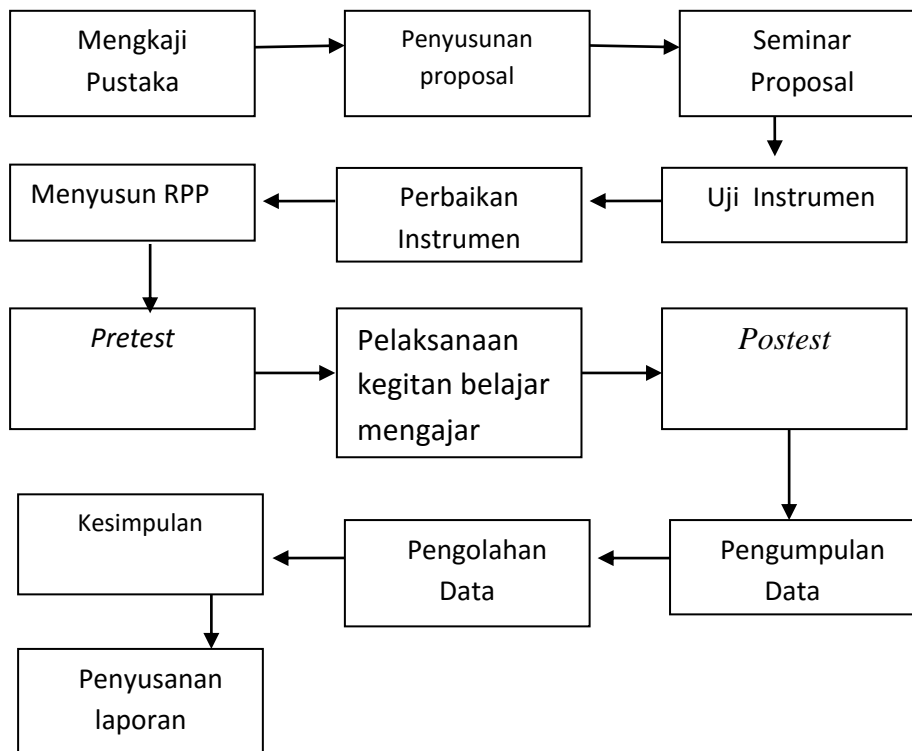 Mengkaji
Pustaka
Penyusunan
proposal
Seminar
Proposal
Uji Instrumen
Perbaikan
Instrumen
Menyusun RPP
Pretest
Pelaksanaan
kegitan belajar
mengajar
Postest
Pengumpulan
Data
Pengolahan
Data
Kesimpulan
Penyusanan
laporan